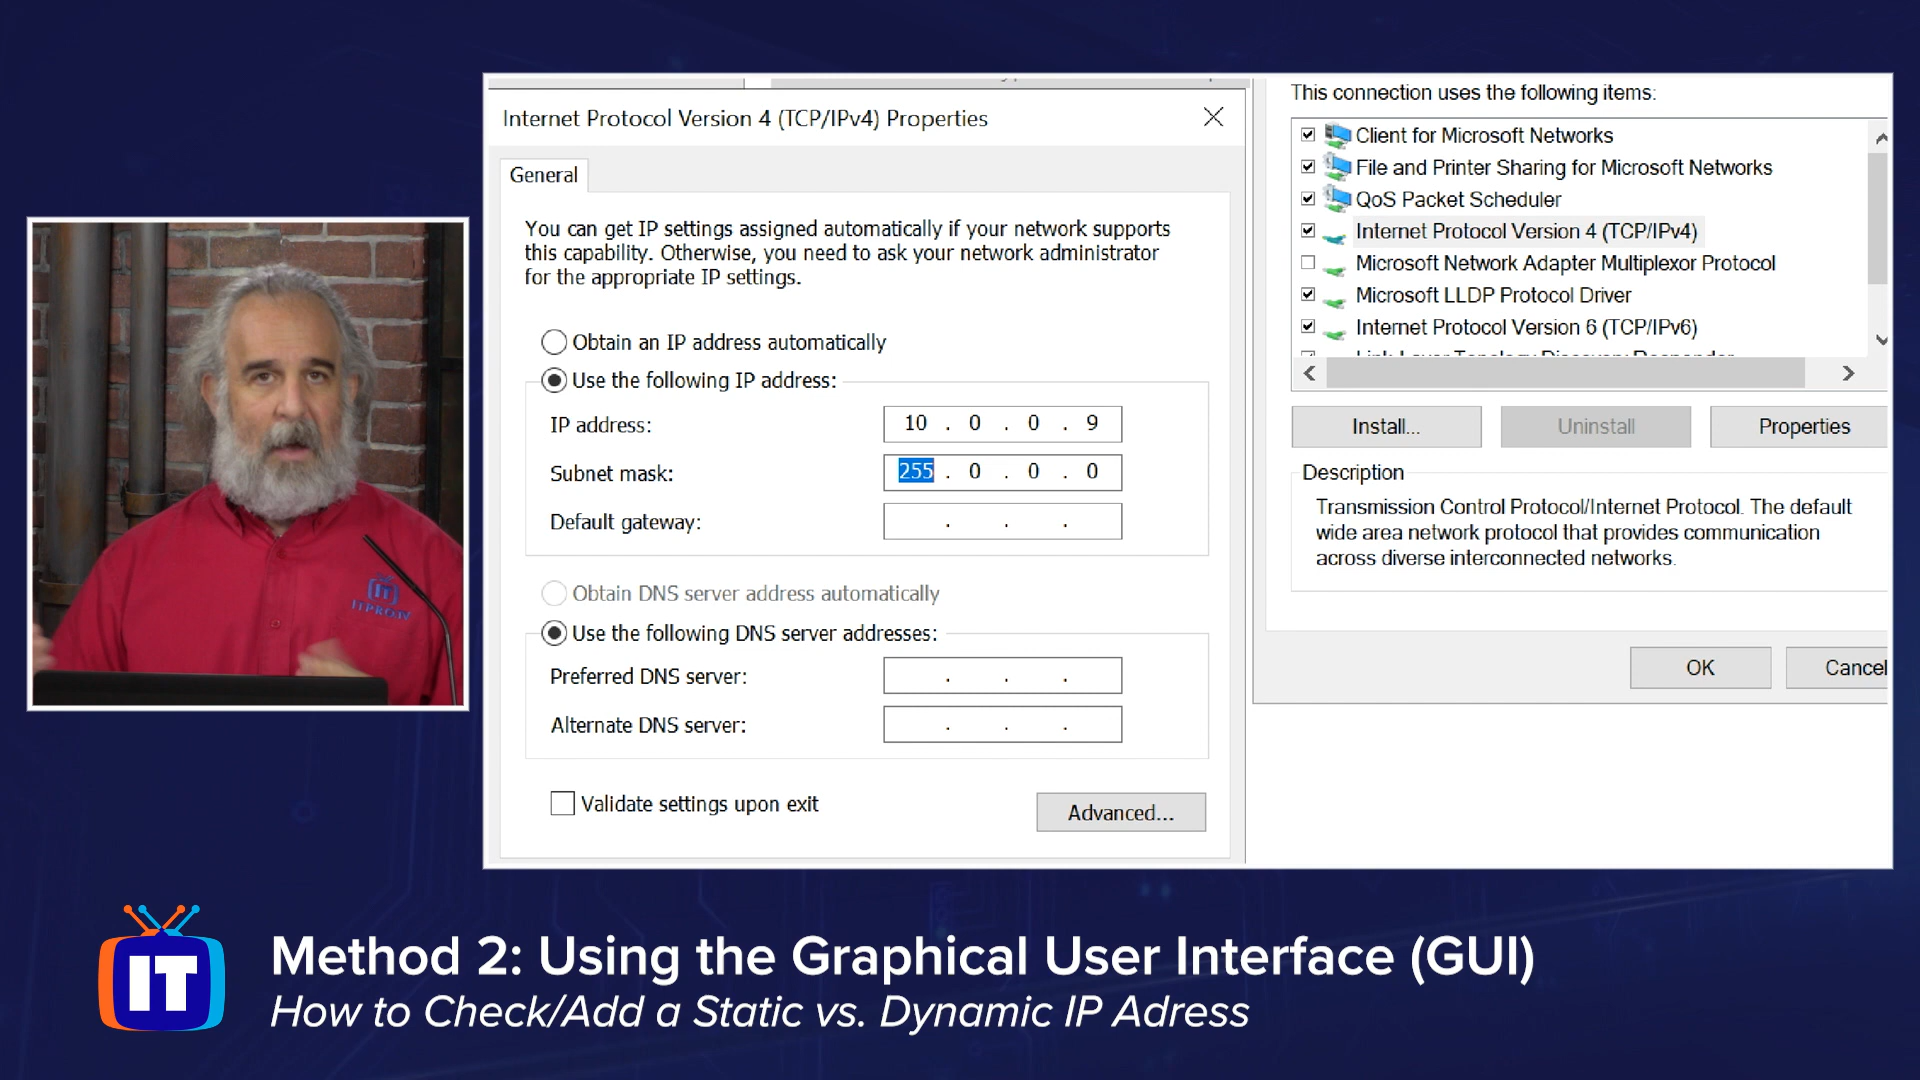 Internet Protocol Version 4 (TCP/IPv4) Properties
General
You can get IP settings assigned automatically if your network supports
this capability. Otherwise, you need to ask your network administrator
for the appropriate IP settings.
Obtain an IP address automatically
Use the following IP address:
IP address: 10 . 0 . 0 . 9
Subnet mask: 255 . 0 . 0 . 0
Default gateway: . . .
Obtain DNS server address automatically
Use the following DNS server addresses:
Preferred DNS server: . . .
Alternate DNS server: . . .
Validate settings upon exit
Advanced...
This connection uses the following items:
Client for Microsoft Networks
File and Printer Sharing for Microsoft Networks
QoS Packet Scheduler
Internet Protocol Version 4 (TCP/IPv4)
Microsoft Network Adapter Multiplexor Protocol
Microsoft LLDP Protocol Driver
Internet Protocol Version 6 (TCP/IPv6)
Install... Uninstall Properties
Description
Transmission Control Protocol/Internet Protocol. The default
wide area network protocol that provides communication
across diverse interconnected networks.
OK Cancel
IT
ITPROTV
IT
Method 2: Using the Graphical User Interface (GUI)
How to Check/Add a Static vs. Dynamic IP Adress